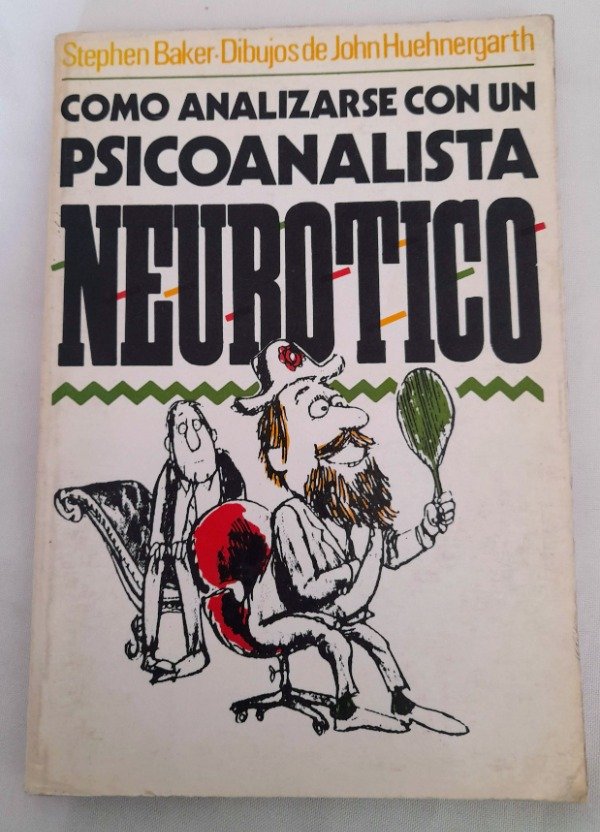 Stephen Baker·Dibujos de John Huehnergarth
COMO ANALIZARSE CON UN
PSICOANALISTA
NEUROTICO